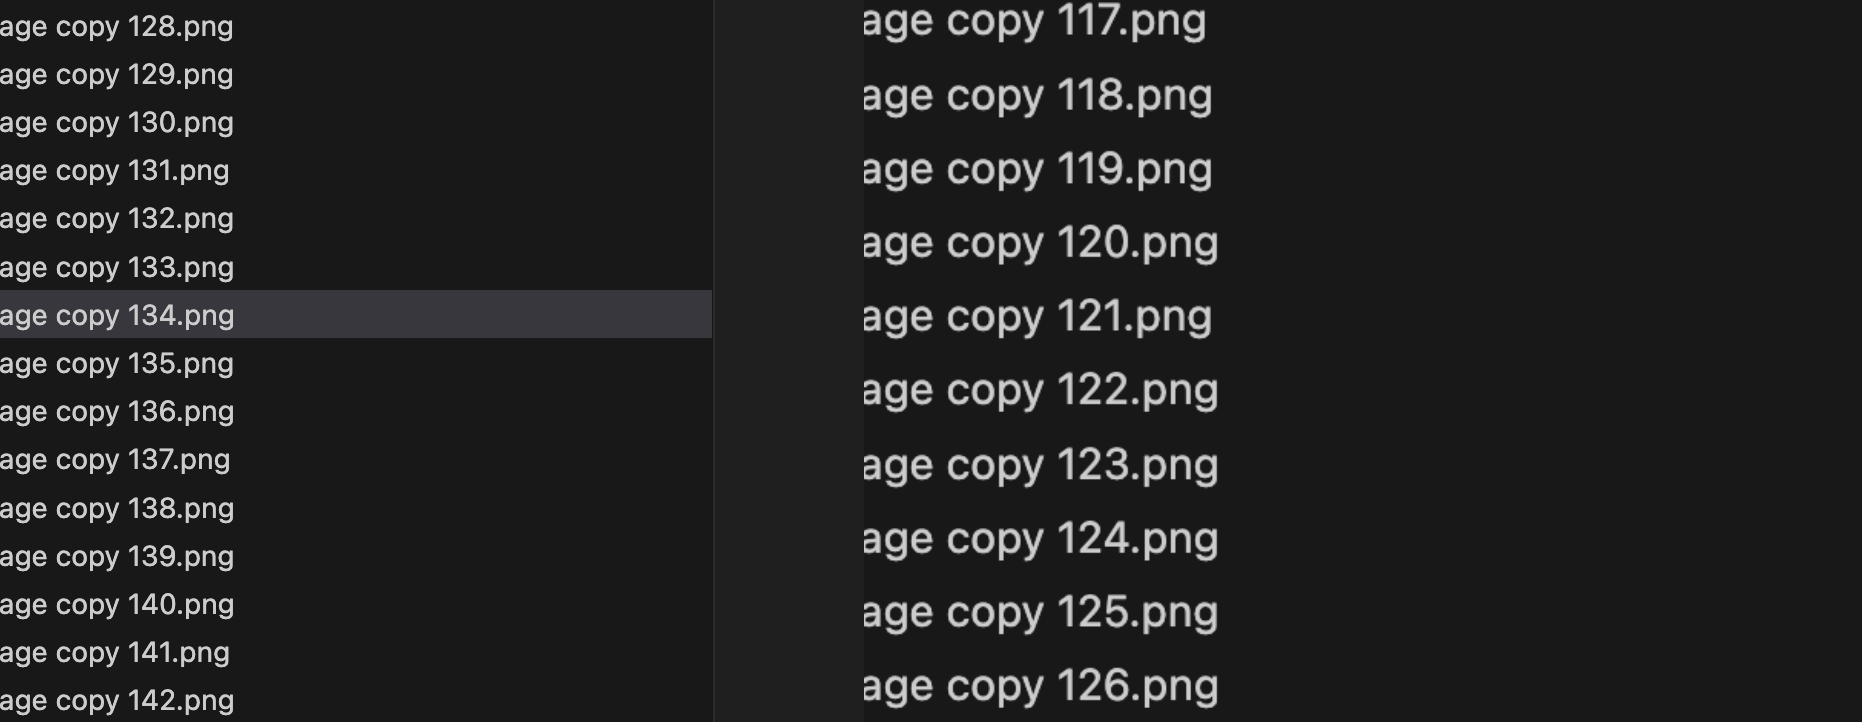 age copy 128.png
age copy 129.png
age copy 130.png
age copy 131.png
age copy 132.png
age copy 133.png
age copy 134.png
age copy 135.png
age copy 136.png
age copy 137.png
age copy 138.png
age copy 139.png
age copy 140.png
age copy 141.png
age copy 142.png
age copy 117.png
age copy 118.png
age copy 119.png
age copy 120.png
age copy 121.png
age copy 122.png
age copy 123.png
age copy 124.png
age copy 125.png
age copy 126.png